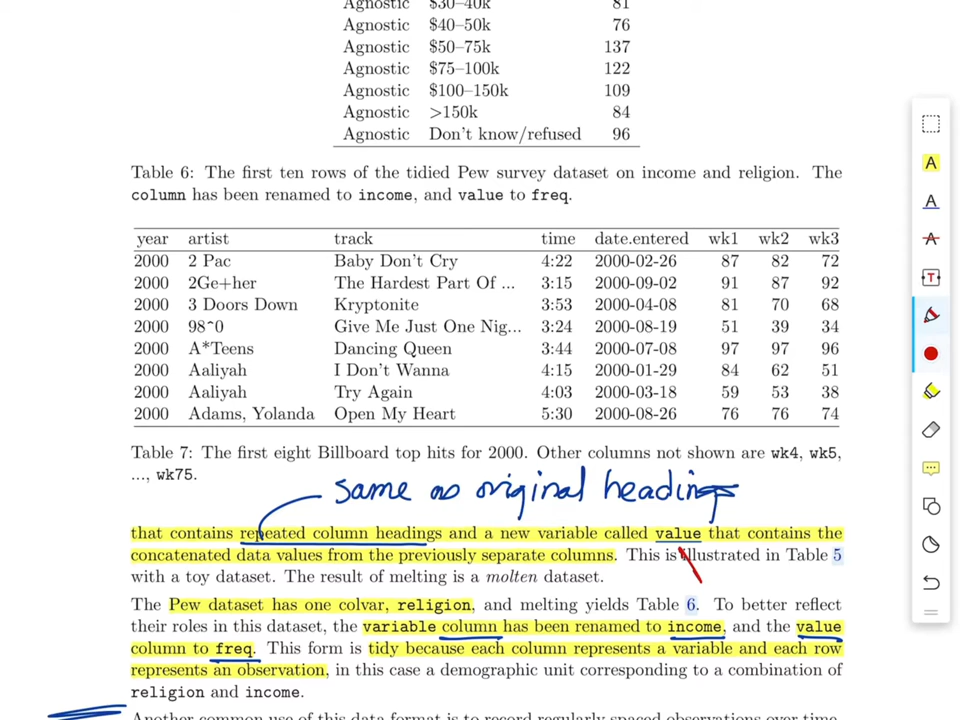 Agnostic $30–40k 81
Agnostic $40–50k 76
Agnostic $50–75k 137
Agnostic $75–100k 122
Agnostic $100–150k 109
Agnostic >150k 84
Agnostic Don't know/refused 96
Table 6: The first ten rows of the tidied Pew survey dataset on income and religion. The
column has been renamed to income, and value to freq.
year artist track time date.entered wk1 wk2 wk3
2000 2 Pac Baby Don't Cry 4:22 2000-02-26 87 82 72
2000 2Ge+her The Hardest Part Of ... 3:15 2000-09-02 91 87 92
2000 3 Doors Down Kryptonite 3:53 2000-04-08 81 70 68
2000 98^0 Give Me Just One Nig... 3:24 2000-08-19 51 39 34
2000 A*Teens Dancing Queen 3:44 2000-07-08 97 97 96
2000 Aaliyah I Don't Wanna 4:15 2000-01-29 84 62 51
2000 Aaliyah Try Again 4:03 2000-03-18 59 53 38
2000 Adams, Yolanda Open My Heart 5:30 2000-08-26 76 76 74
Table 7: The first eight Billboard top hits for 2000. Other columns not shown are wk4, wk5,
..., wk75.
same as original headings
that contains repeated column headings and a new variable called value that contains the
concatenated data values from the previously separate columns. This is illustrated in Table 5
with a toy dataset. The result of melting is a molten dataset.
The Pew dataset has one colvar, religion, and melting yields Table 6. To better reflect
their roles in this dataset, the variable column has been renamed to income, and the value
column to freq. This form is tidy because each column represents a variable and each row
represents an observation, in this case a demographic unit corresponding to a combination of
religion and income.
Another common use of this data format is to record regularly spaced observations over time.
A
A
A
T